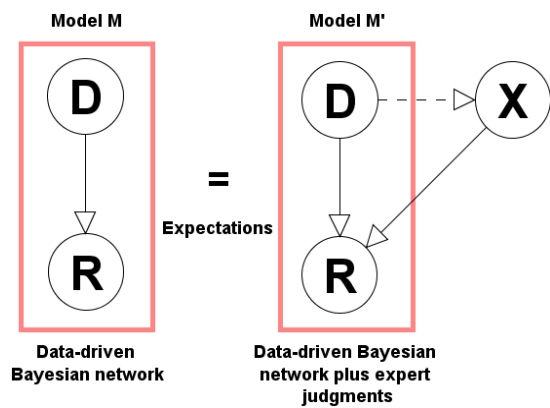 Model M
Model M'
D
D
X
=
Expectations
R
R
Data-driven
Bayesian network
Data-driven Bayesian
network plus expert
judgments